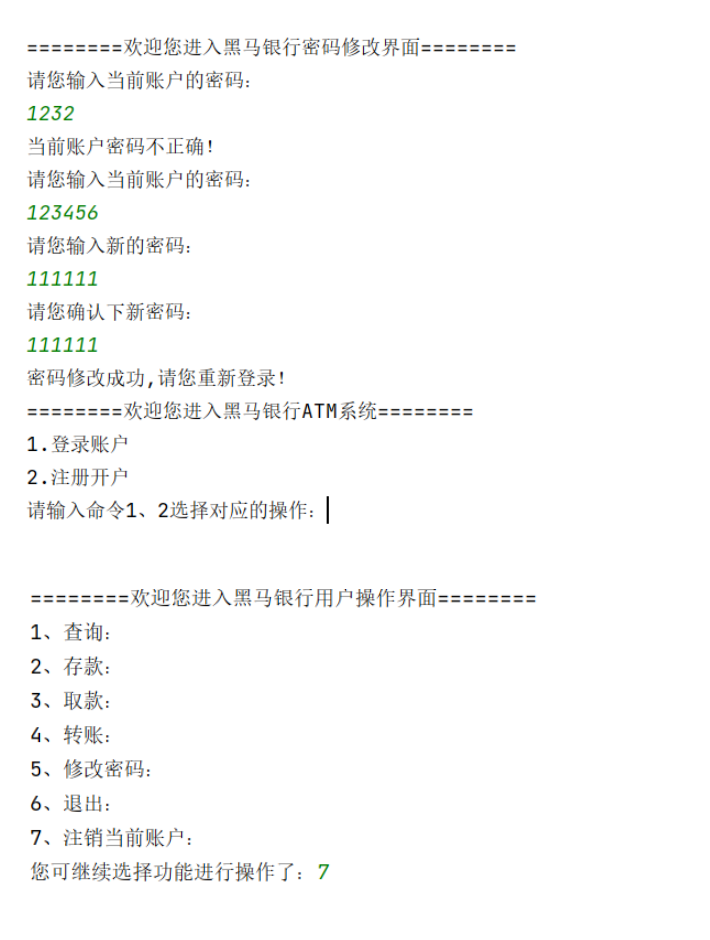 ========欢迎您进入黑马银行密码修改界面========
请您输入当前账户的密码：
1232
当前账户密码不正确！
请您输入当前账户的密码：
123456
请您输入新的密码：
111111
请您确认下新密码：
111111
密码修改成功,请您重新登录！
========欢迎您进入黑马银行ATM系统========
1.登录账户
2.注册开户
请输入命令1、2选择对应的操作：
========欢迎您进入黑马银行用户操作界面========
1、查询：
2、存款：
3、取款：
4、转账：
5、修改密码：
6、退出：
7、注销当前账户：
您可继续选择功能进行操作了：7